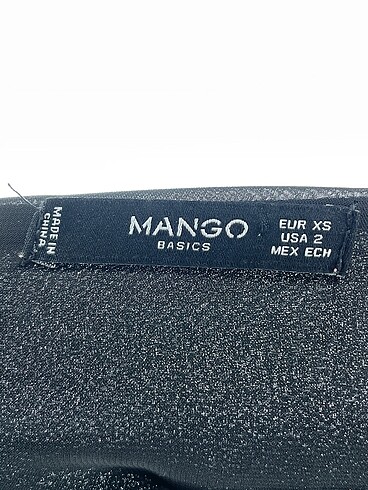 MADE IN
CHINA
MANGO
BASICS
EUR XS
USA 2
MEX ECH